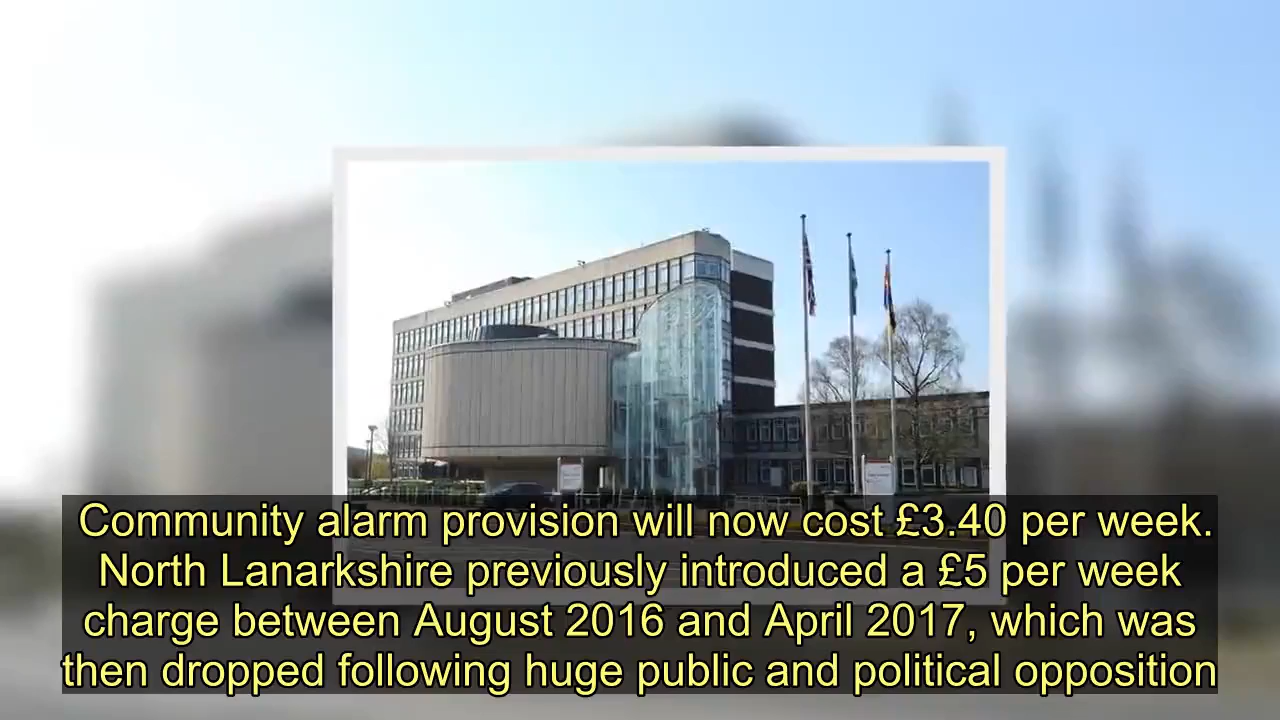 Community alarm provision will now cost £3.40 per week.
North Lanarkshire previously introduced a £5 per week
charge between August 2016 and April 2017, which was
then dropped following huge public and political opposition